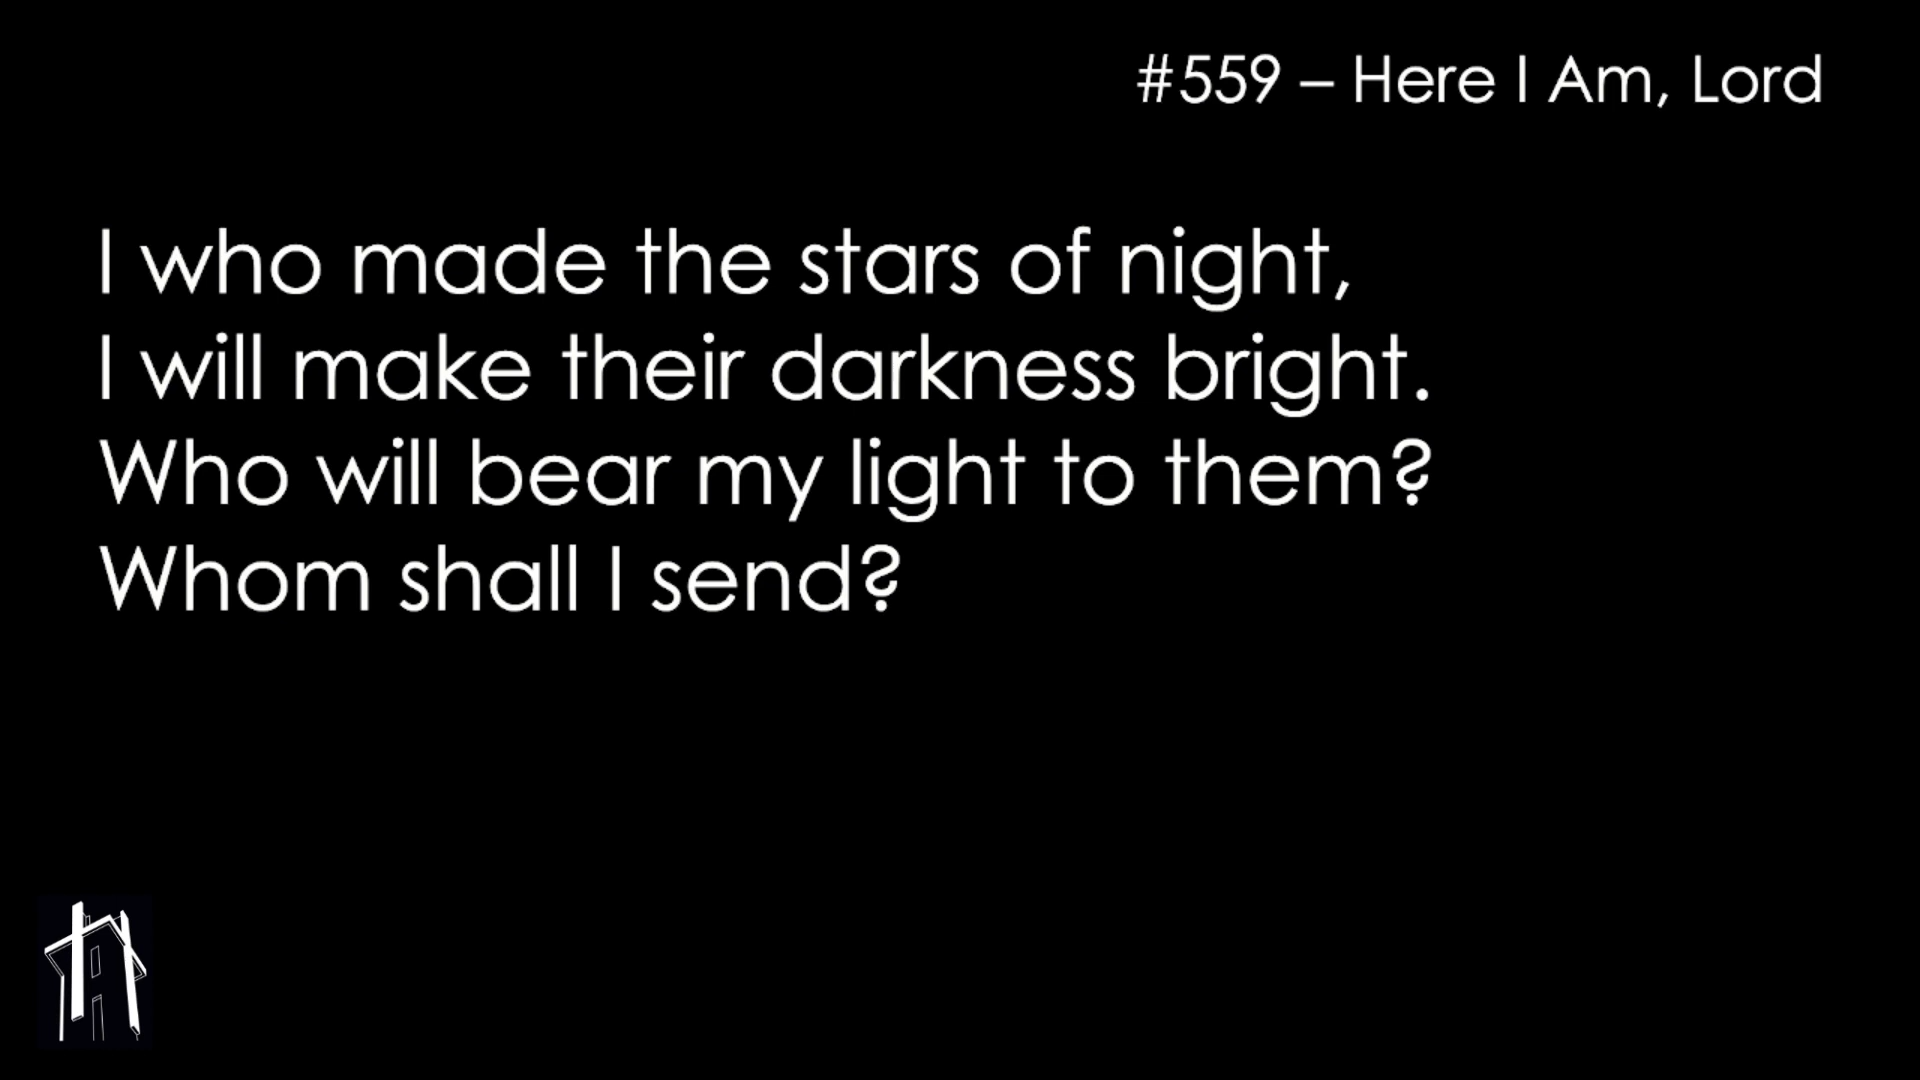 #559 – Here I Am, Lord
I who made the stars of night,
I will make their darkness bright.
Who will bear my light to them?
Whom shall I send?